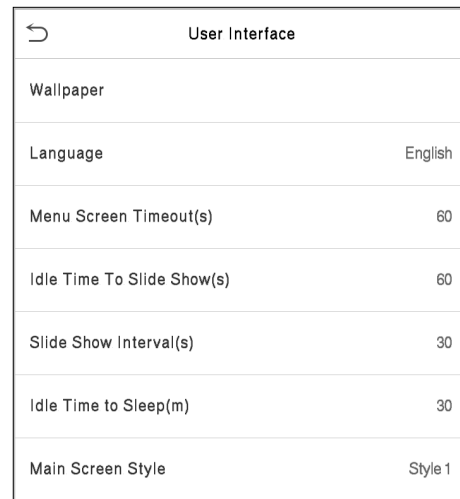 User Interface
Wallpaper
Language English
Menu Screen Timeout(s) 60
Idle Time To Slide Show(s) 60
Slide Show Interval(s) 30
Idle Time to Sleep(m) 30
Main Screen Style Style 1